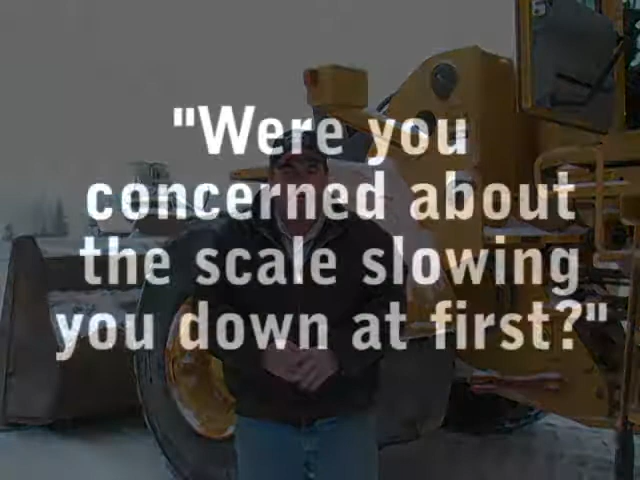 "Were you
concerned about
the scale slowing
you down at first?"